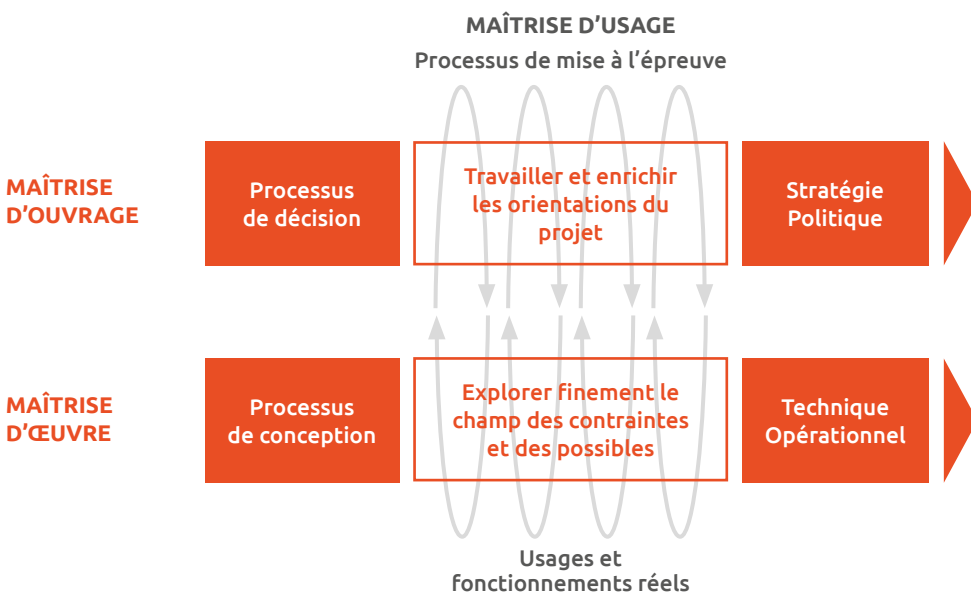 MAÎTRISE D'USAGE
Processus de mise à l'épreuve
MAÎTRISE
D'OUVRAGE
Processus
de décision
Travailler et enrichir
les orientations du
projet
Stratégie
Politique
MAÎTRISE
D'ŒUVRE
Processus
de conception
Explorer finement le
champ des contraintes
et des possibles
Technique
Opérationnel
Usages et
fonctionnements réels